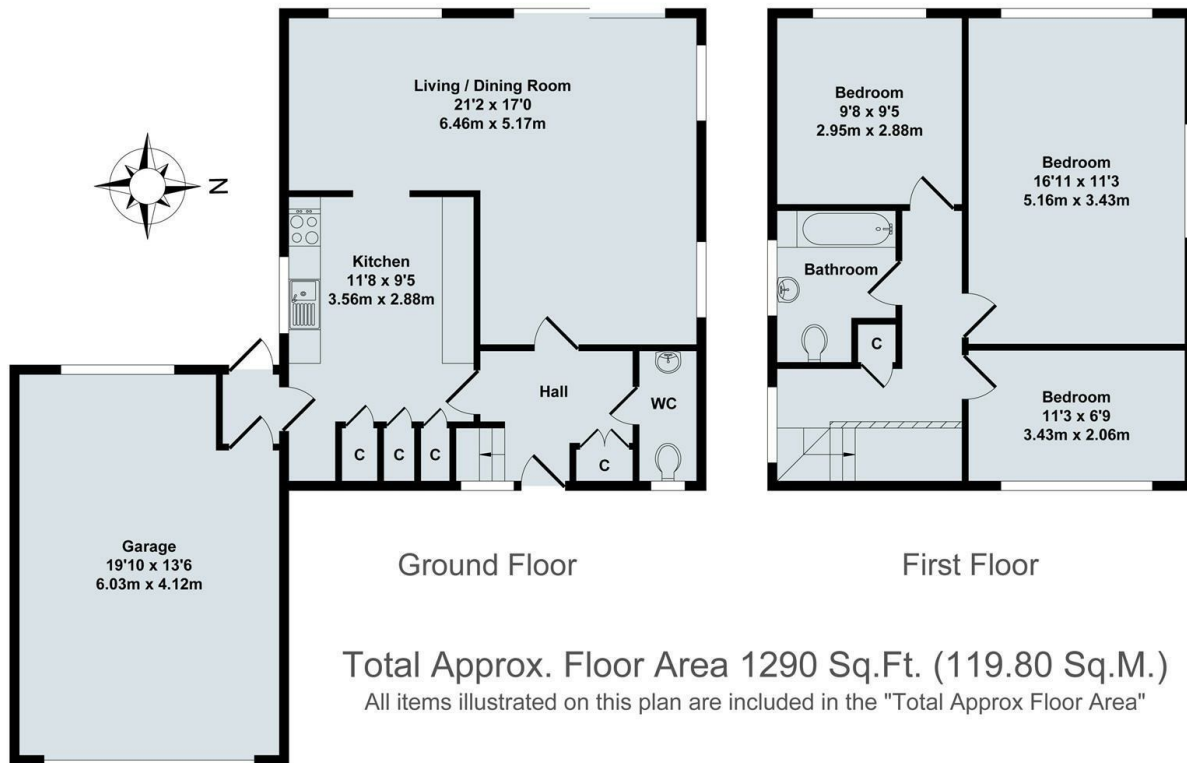 Living / Dining Room
21'2 x 17'0
6.46m x 5.17m
Kitchen
11'8 x 9'5
3.56m x 2.88m
Hall
WC
C
C
C
C
Garage
19'10 x 13'6
6.03m x 4.12m
N
Ground Floor
Bedroom
9'8 x 9'5
2.95m x 2.88m
Bedroom
16'11 x 11'3
5.16m x 3.43m
Bathroom
C
Bedroom
11'3 x 6'9
3.43m x 2.06m
First Floor
Total Approx. Floor Area 1290 Sq.Ft. (119.80 Sq.M.)
All items illustrated on this plan are included in the "Total Approx Floor Area"